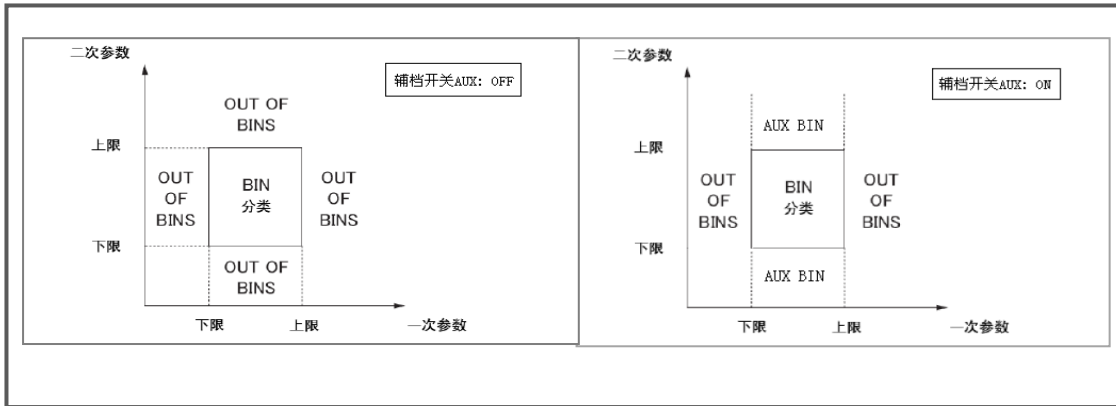 二次参数
辅档开关AUX: OFF
OUT OF
BINS
上限
OUT
OF
BINS
BIN
分类
OUT
OF
BINS
下限
OUT OF
BINS
下限
上限
一次参数
二次参数
辅档开关AUX: ON
AUX BIN
上限
OUT
OF
BINS
BIN
分类
OUT
OF
BINS
下限
AUX BIN
下限
上限
一次参数